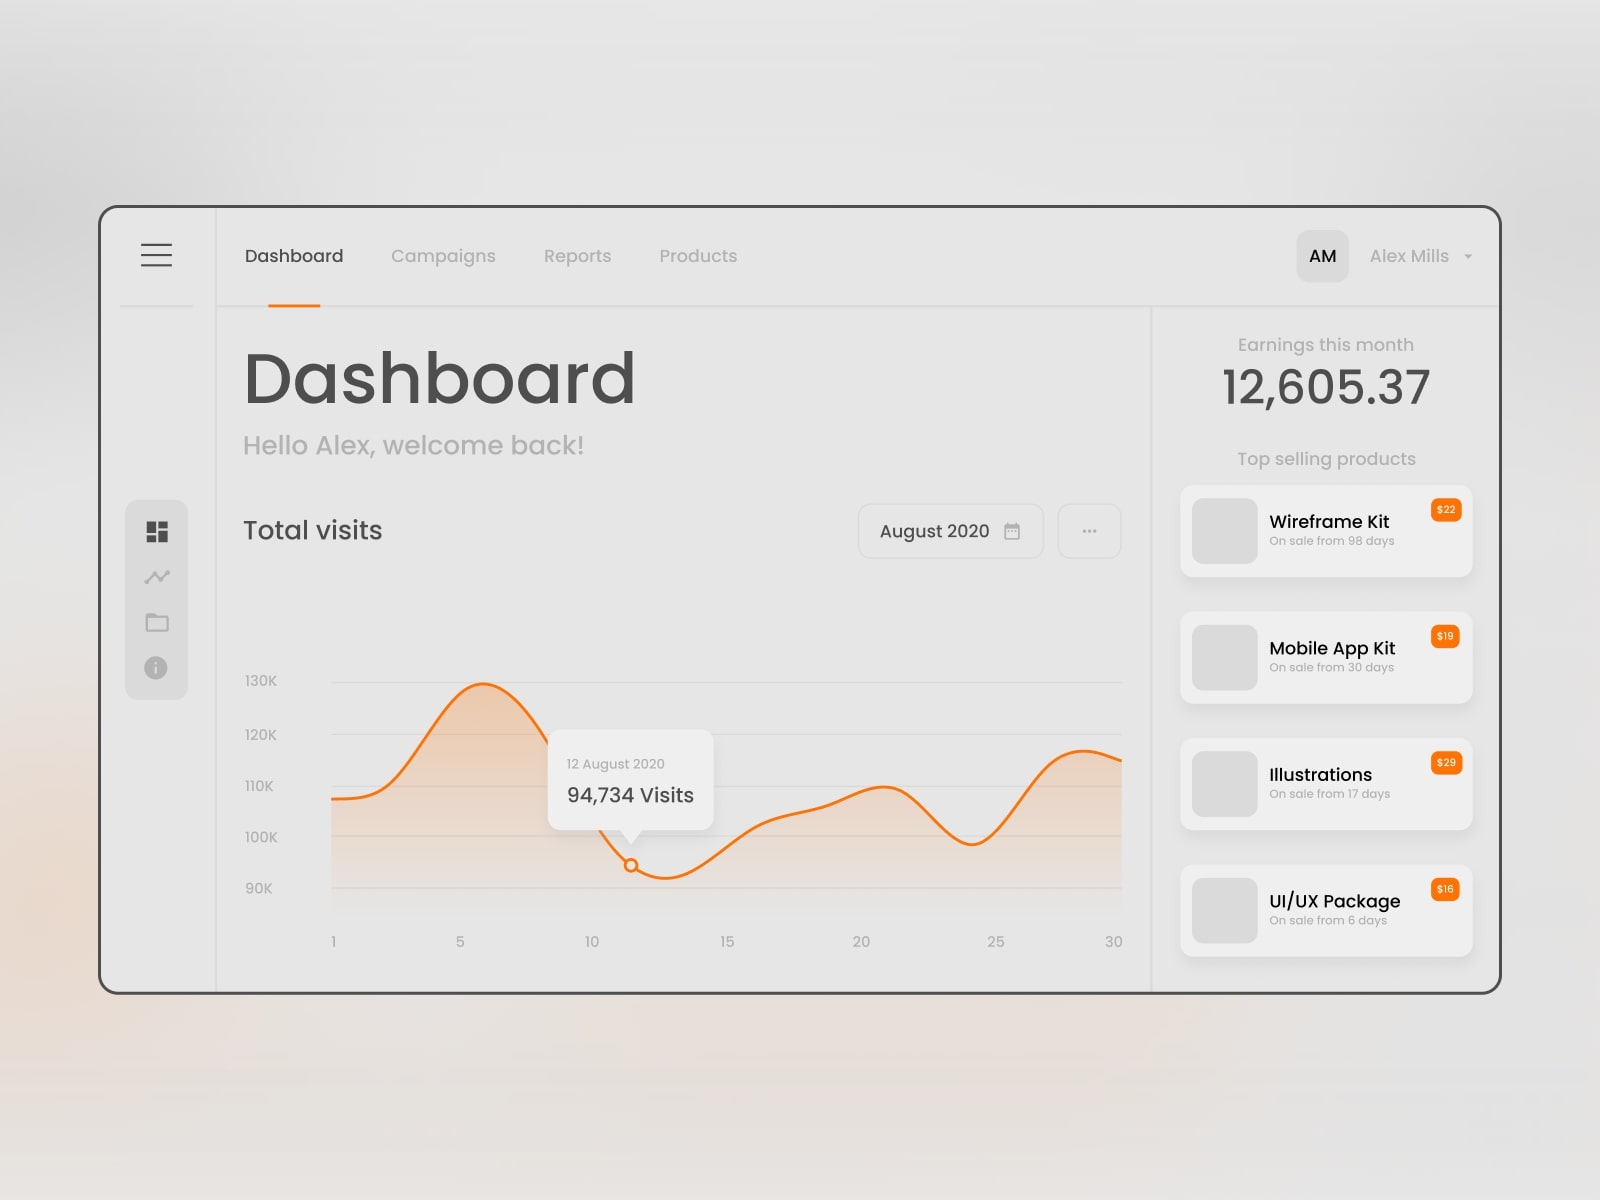 Dashboard
Campaigns
Reports
Products
AM
Alex Mills
Dashboard
Hello Alex, welcome back!
Total visits
August 2020
130K
120K
110K
100K
90K
12 August 2020
94,734 Visits
1
5
10
15
20
25
30
Earnings this month
12,605.37
Top selling products
Wireframe Kit
$22
On sale from 98 days
Mobile App Kit
$19
On sale from 30 days
Illustrations
$29
On sale from 17 days
UI/UX Package
$16
On sale from 6 days